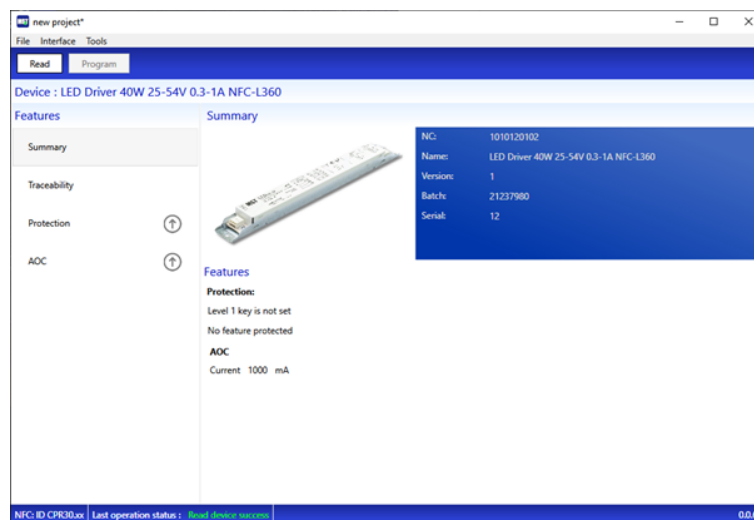 new project*
File Interface Tools
Read Program
Device : LED Driver 40W 25-54V 0.3-1A NFC-L360
Features
Summary
Traceability
Protection
AOC
Summary
NC: 1010120102
Name: LED Driver 40W 25-54V 0.3-1A NFC-L360
Version: 1
Batch: 21237980
Serial: 12
Features
Protection:
Level 1 key is not set
No feature protected
AOC
Current 1000 mA
NFC: ID CPR30.xx Last operation status : Read device success